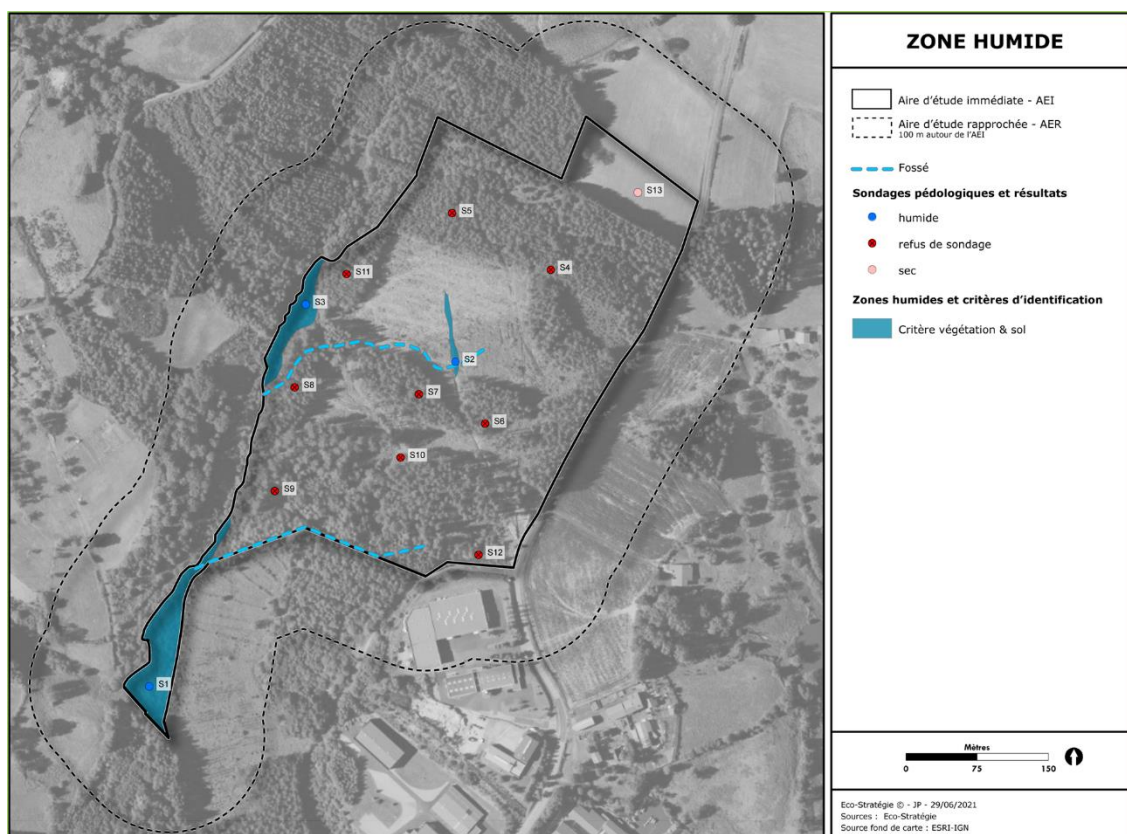 ZONE HUMIDE
Aire d'étude immédiate - AEI
Aire d'étude rapprochée - AER
100 m autour de l'AEI
Fossé
Sondages pédologiques et résultats
humide
refus de sondage
sec
Zones humides et critères d'identification
Critère végétation & sol
S13
S5
S4
S11
S3
S2
S8
S7
S6
S10
S9
S12
S1
Mètres
0 75 150
Eco-Stratégie © - JP - 29/06/2021
Sources : Eco-Stratégie
Source fond de carte : ESRI-IGN